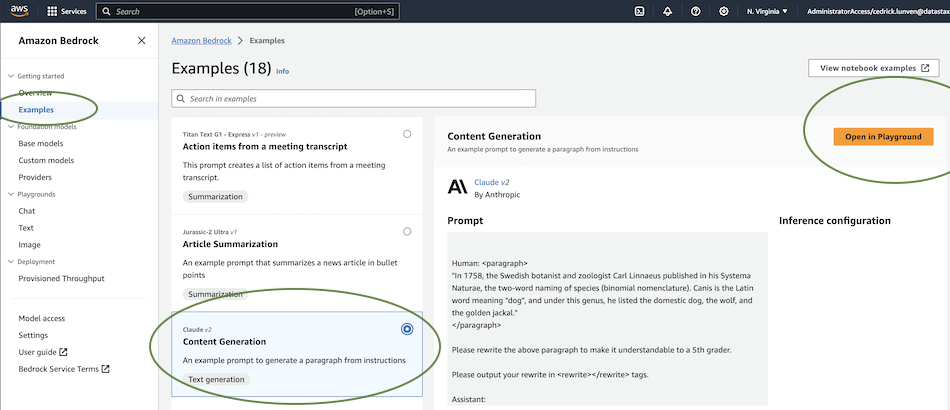 aws
Services
Search
[Option+S]
N. Virginia
AdministratorAccess/cedrick.lunven@datastax
Amazon Bedrock
Getting started
Overview
Examples
Foundation models
Base models
Custom models
Providers
Playgrounds
Chat
Text
Image
Deployment
Provisioned Throughput
Model access
Settings
User guide
Bedrock Service Terms
Amazon Bedrock > Examples
Examples (18) Info
View notebook examples
Search in examples
Titan Text G1 - Express v1 - preview
Action items from a meeting transcript
This prompt creates a list of action items from a meeting
transcript.
Summarization
Jurassic-2 Ultra v1
Article Summarization
An example prompt that summarizes a news article in bullet
points
Summarization
Claude v2
Content Generation
An example prompt to generate a paragraph from instructions
Text generation
Content Generation
An example prompt to generate a paragraph from instructions
Open in Playground
Claude v2
By Anthropic
Prompt
Human: <paragraph>
"In 1758, the Swedish botanist and zoologist Carl Linnaeus published in his Systema
Naturae, the two-word naming of species (binomial nomenclature). Canis is the Latin
word meaning "dog", and under this genus, he listed the domestic dog, the wolf, and
the golden jackal."
</paragraph>
Please rewrite the above paragraph to make it understandable to a 5th grader.
Please output your rewrite in <rewrite></rewrite> tags.
Assistant:
Inference configuration